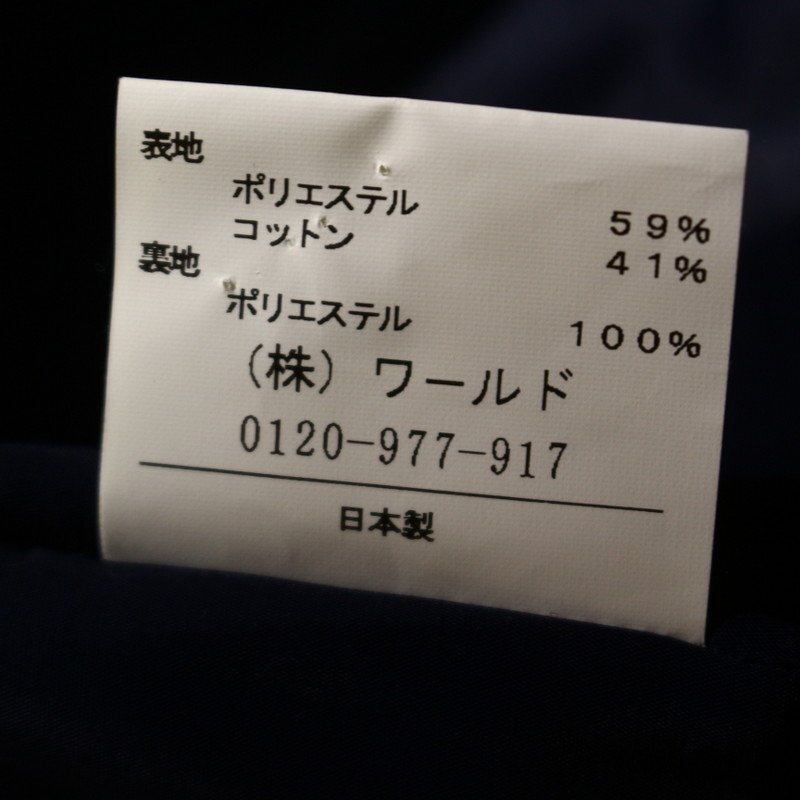 表地
ポリエステル ５９％
コットン ４１％
裏地
ポリエステル １００％
（株）ワールド
0120-977-917
日本製